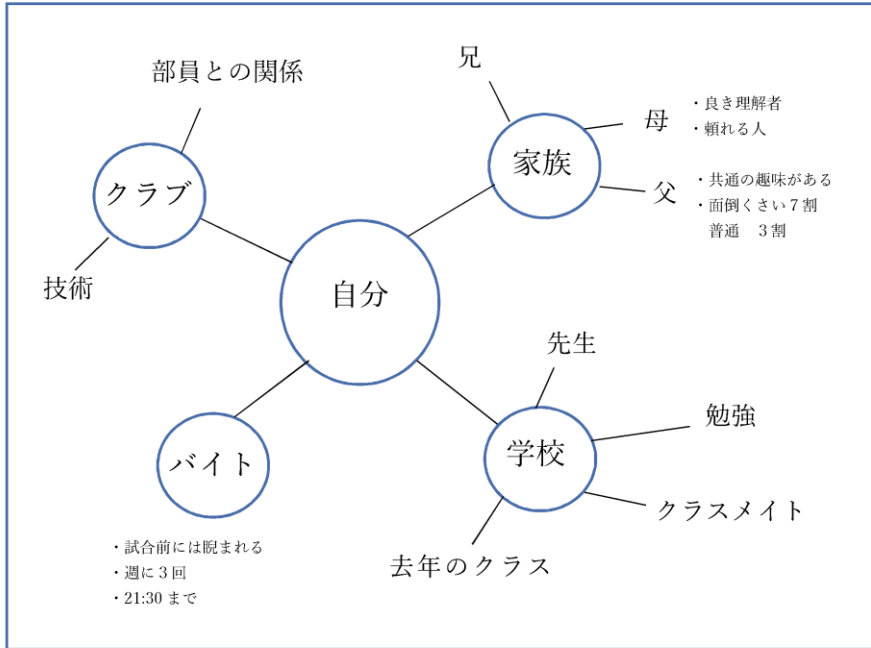 部員との関係
クラブ
技術
兄
家族
母
・良き理解者
・頼れる人
父
・共通の趣味がある
・面倒くさい７割
普通　３割
自分
バイト
・試合前には睨まれる
・週に３回
・21:30 まで
先生
学校
勉強
クラスメイト
去年のクラス